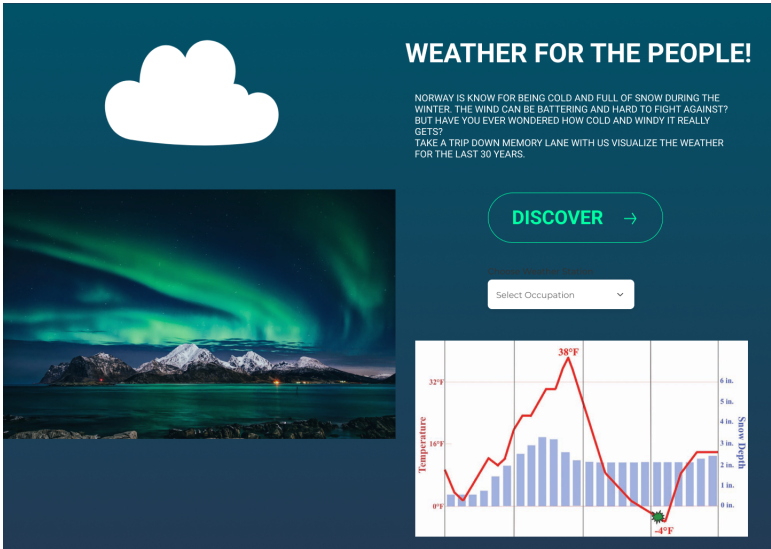 WEATHER FOR THE PEOPLE!
NORWAY IS KNOW FOR BEING COLD AND FULL OF SNOW DURING THE
WINTER. THE WIND CAN BE BATTERING AND HARD TO FIGHT AGAINST?
BUT HAVE YOU EVER WONDERED HOW COLD AND WINDY IT REALLY
GETS?
TAKE A TRIP DOWN MEMORY LANE WITH US VISUALIZE THE WEATHER
FOR THE LAST 30 YEARS.
DISCOVER →
Select Occupation
38°F
32°F
16°F
0°F
-4°F
Temperature
6 in.
5 in.
4 in.
3 in.
2 in.
1 in.
0 in.
Snow Depth